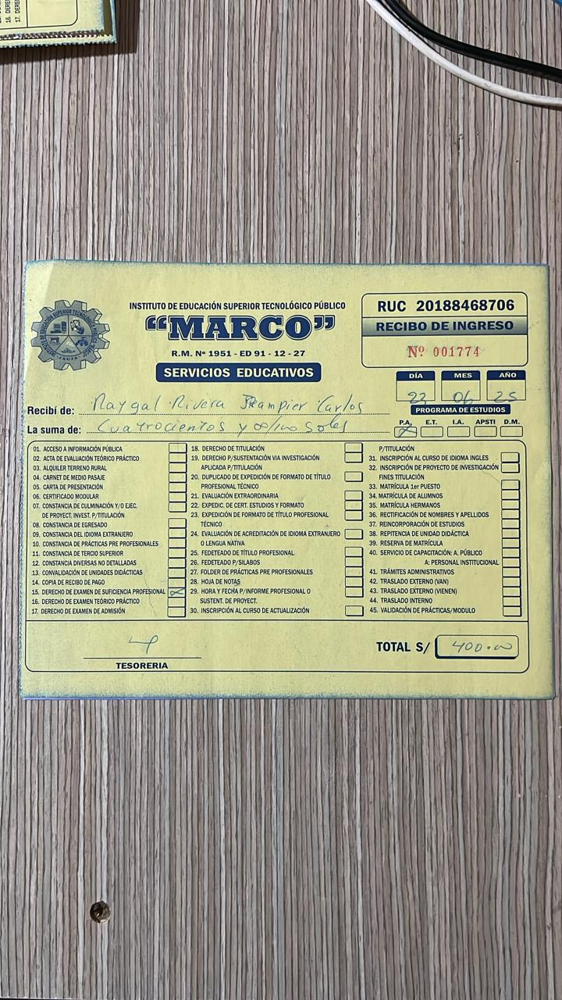 16. DEREC
17. DEREC
INSTITUTO DE EDUCACIÓN SUPERIOR TECNOLÓGICO PÚBLICO
“MARCO”
R.M. Nº 1951 - ED 91 - 12 - 27
SERVICIOS EDUCATIVOS
RUC 20188468706
RECIBO DE INGRESO
Nº 001774
DÍA MES AÑO
23 06 25
PROGRAMA DE ESTUDIOS
P.A. E.T. I.A. APSTI D.M.
Recibí de: Raygal Rivera Jampier Carlos
La suma de: Cuatrocientos y 00/100 soles
01. ACCESO A INFORMACIÓN PÚBLICA
02. ACTA DE EVALUACIÓN TEÓRICO PRÁCTICO
03. ALQUILER TERRENO RURAL
04. CARNET DE MEDIO PASAJE
05. CARTA DE PRESENTACIÓN
06. CERTIFICADO MODULAR
07. CONSTANCIA DE CULMINACIÓN Y/O EJEC.
DE PROYECT. INVEST. P/TITULACIÓN
08. CONSTANCIA DE EGRESADO
09. CONSTANCIA DEL IDIOMA EXTRANJERO
10. CONSTANCIA DE PRÁCTICAS PRE PROFESIONALES
11. CONSTANCIA DE TERCIO SUPERIOR
12. CONSTANCIA DIVERSAS NO DETALLADAS
13. CONVALIDACIÓN DE UNIDADES DIDÁCTICAS
14. COPIA DE RECIBO DE PAGO
15. DERECHO DE EXAMEN DE SUFICIENCIA PROFESIONAL
16. DERECHO DE EXAMEN TEÓRICO PRÁCTICO
17. DERECHO DE EXAMEN DE ADMISIÓN
18. DERECHO DE TITULACIÓN
19. DERECHO P/SUSTENTACIÓN VIA INVESTIGACIÓN
APLICADA P/TITULACIÓN
20. DUPLICADO DE EXPEDICIÓN DE FORMATO DE TÍTULO
PROFESIONAL TÉCNICO
21. EVALUACIÓN EXTRAORDINARIA
22. EXPEDIC. DE CERT. ESTUDIOS Y FORMATO
23. EXPEDICIÓN DE FORMATO DE TÍTULO PROFESIONAL
TÉCNICO
24. EVALUACIÓN DE ACREDITACIÓN DE IDIOMA EXTRANJERO
O LENGUA NATIVA
25. FEDETEADO DE TÍTULO PROFESIONAL
26. FEDETEADO P/SILABOS
27. FOLDER DE PRÁCTICAS PRE PROFESIONALES
28. HOJA DE NOTAS
29. HORA Y FECHA P/INFORME PROFESIONAL O
SUSTENT. DE PROYECT.
30. INSCRIPCIÓN AL CURSO DE ACTUALIZACIÓN
P/TITULACIÓN
31. INSCRIPCIÓN AL CURSO DE IDIOMA INGLES
32. INSCRIPCIÓN DE PROYECTO DE INVESTIGACIÓN
FINES TITULACIÓN
33. MATRÍCULA 1er PUESTO
34. MATRÍCULA DE ALUMNOS
35. MATRÍCULA HERMANOS
36. RECTIFICACIÓN DE NOMBRES Y APELLIDOS
37. REINCORPORACIÓN DE ESTUDIOS
38. REPITENCIA DE UNIDAD DIDÁCTICA
39. RESERVA DE MATRÍCULA
40. SERVICIO DE CAPACITACIÓN: A. PÚBLICO
A: PERSONAL INSTITUCIONAL
41. TRÁMITES ADMINISTRATIVOS
42. TRASLADO EXTERNO (VAN)
43. TRASLADO EXTERNO (VIENEN)
44. TRASLADO INTERNO
45. VALIDACIÓN DE PRÁCTICAS/MODULO
TESORERIA
TOTAL S/ 400.00